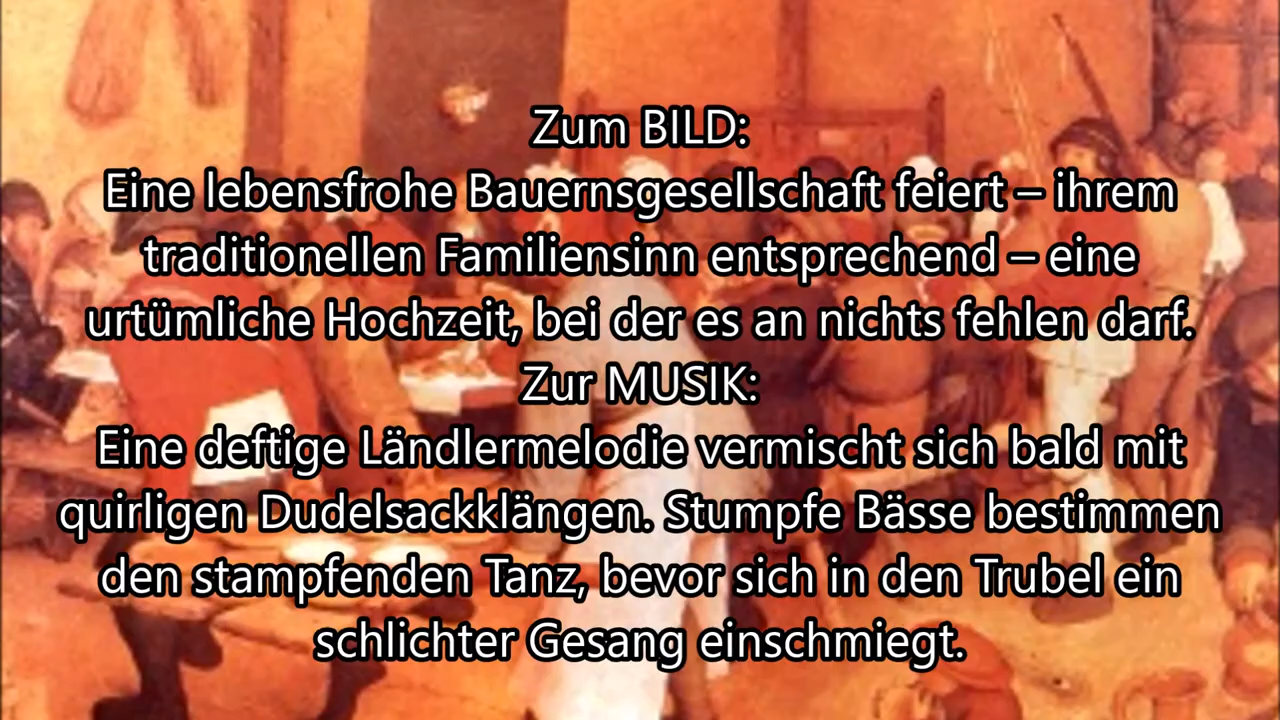 Zum BILD:
Eine lebensfrohe Bauernsgesellschaft feiert – ihrem
traditionellen Familiensinn entsprechend – eine
urtümliche Hochzeit, bei der es an nichts fehlen darf.
Zur MUSIK:
Eine deftige Ländlermelodie vermischt sich bald mit
quirligen Dudelsackklängen. Stumpfe Bässe bestimmen
den stampfenden Tanz, bevor sich in den Trubel ein
schlichter Gesang einschmiegt.